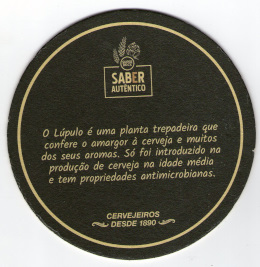 SABER
AUTÊNTICO
O Lúpulo é uma planta trepadeira que
confere o amargor à cerveja e muitos
dos seus aromas. Só foi introduzido na
produção de cerveja na idade média
e tem propriedades antimicrobianas.
CERVEJEIROS
DESDE 1890